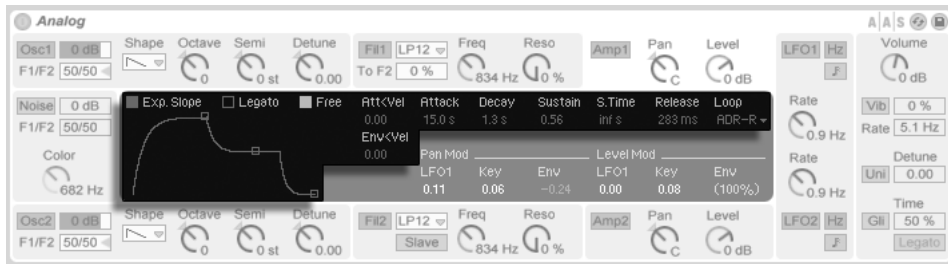 Analog A|A|S
Osc1 0 dB Shape Octave Semi Detune Fil1 LP12 Freq Reso Amp1 Pan Level LFO1 Hz Volume
F1/F2 50/50 0 0 st 0.00 To F2 0 % 834 Hz 0 % C 0 dB 0 dB
Noise 0 dB Exp. Slope Legato Free Att<Vel Attack Decay Sustain S.Time Release Loop Rate Vib 0 %
0.00 15.0 s 1.3 s 0.56 inf s 283 ms ADR-R
F1/F2 50/50 Env<Vel 0.9 Hz Rate 5.1 Hz
Color 0.00 Pan Mod Level Mod Rate Detune
LFO1 Key Env LFO1 Key Env Uni 0.00
682 Hz 0.11 0.06 -0.24 0.00 0.08 (100%) 0.9 Hz
Time
Osc2 0 dB Shape Octave Semi Detune Fil2 LP12 Freq Reso Amp2 Pan Level LFO2 Hz Gli 50 %
F1/F2 50/50 0 0 st 0.00 Slave 834 Hz 0 % C 0 dB Legato